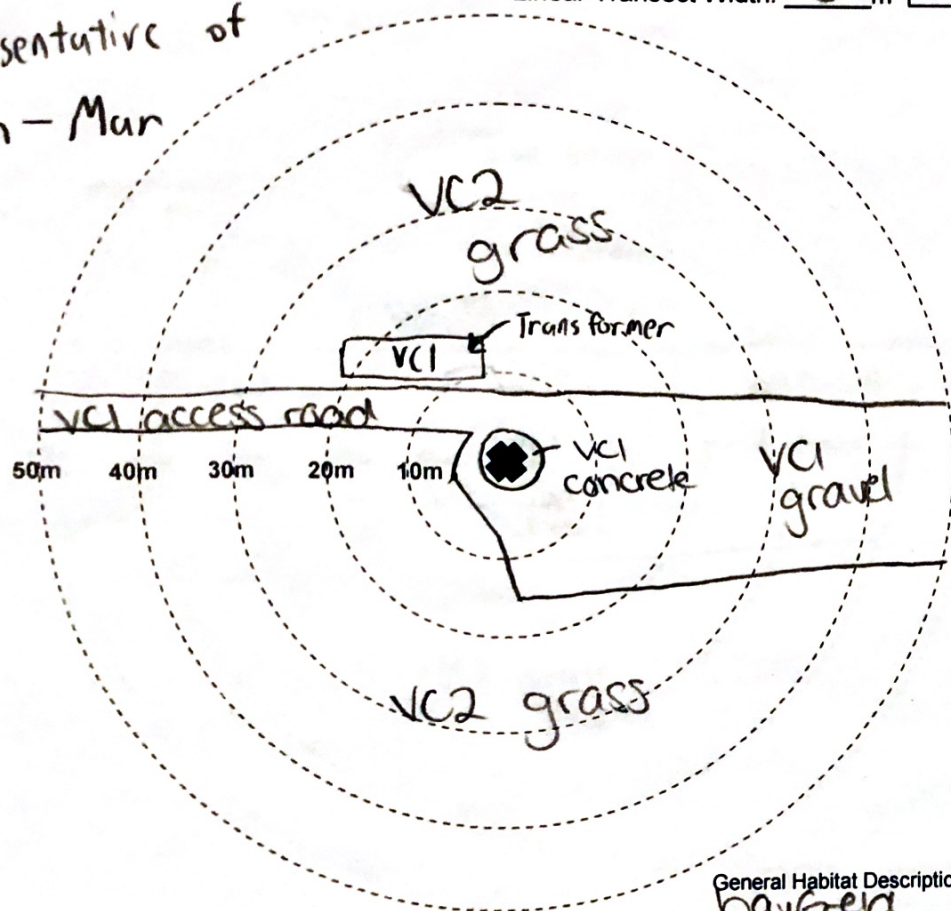 Linear Transect Width: m
sentative of
n - Mar
VC2
grass
Transformer
VC1
VC1 access road
50m 40m 30m 20m 10m
VC1
concrete
VC1
gravel
VC2 grass
General Habitat Descriptio
hayfield